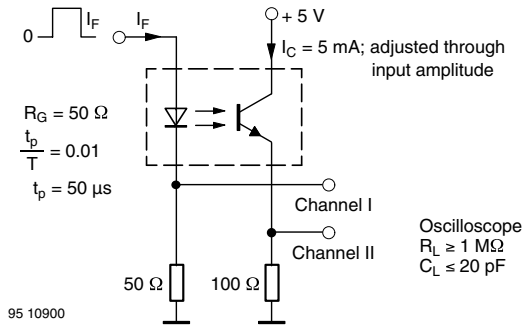 0
I_F
I_F
+ 5 V
I_C = 5 mA; adjusted through
input amplitude
R_G = 50 Ω
t_p
T
= 0.01
t_p = 50 μs
Channel I
Channel II
50 Ω
100 Ω
Oscilloscope
R_L ≥ 1 MΩ
C_L ≤ 20 pF
95 10900